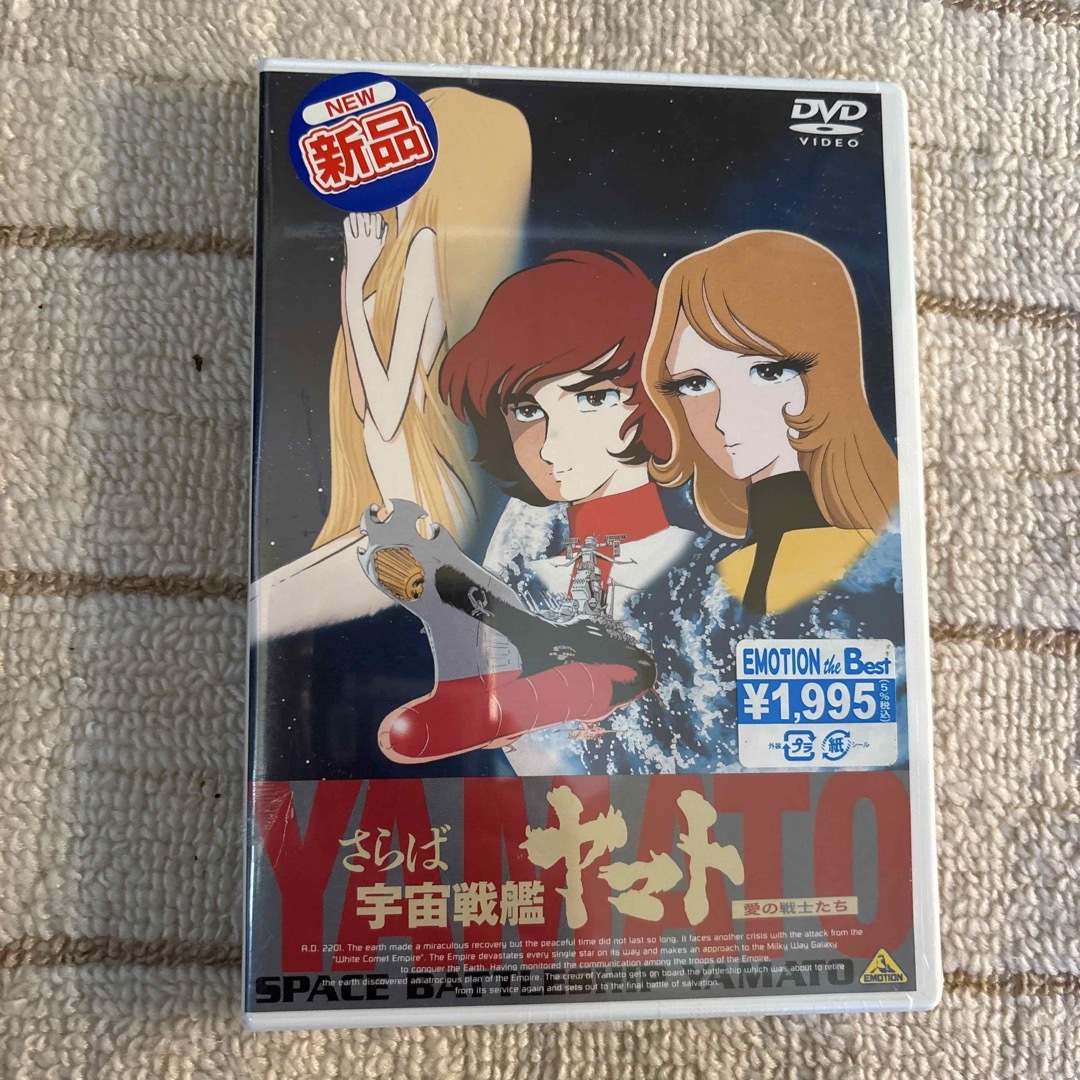 NEW
新品
DVD
VIDEO
EMOTION the Best
¥1,995
(5%税込)
外装 プラ 紙 シール
YAMATO
さらば
宇宙戦艦
ヤマト
愛の戦士たち
A.D. 2201. The earth made a miraculous recovery but the peaceful time did not last so long. It faces another crisis with the attack from the
"White Comet Empire". The Empire devastates every single star on its way and makes an approach to the Milky Way Galaxy
to conquer the Earth. Having monitored the communication among the troops of the Empire,
the earth discovered an atrocious plan of the Empire. The crew of Yamato gets on board the battleship which was about to retire
from its service again and sets out to the final battle of salvation.
SPACE BATTLESHIP YAMATO
EMOTION